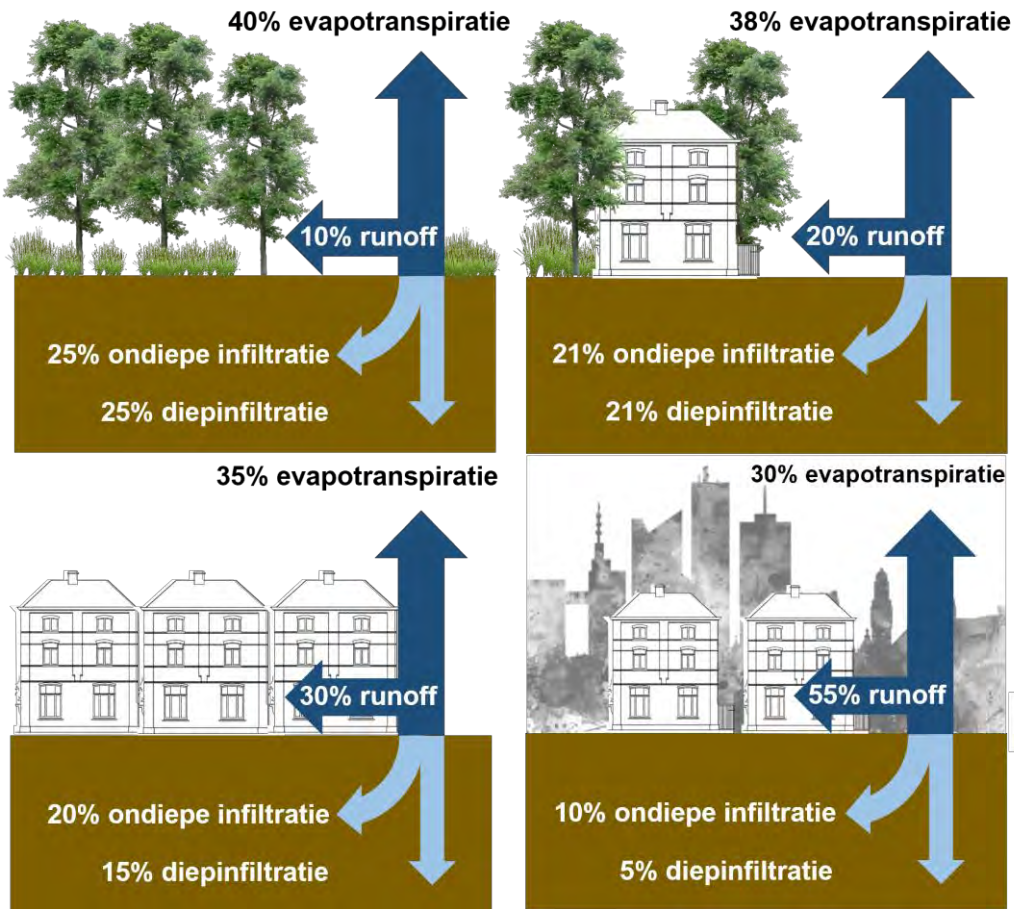 40% evapotranspiratie
10% runoff
25% ondiepe infiltratie
25% diepinfiltratie
38% evapotranspiratie
20% runoff
21% ondiepe infiltratie
21% diepinfiltratie
35% evapotranspiratie
30% runoff
20% ondiepe infiltratie
15% diepinfiltratie
30% evapotranspiratie
55% runoff
10% ondiepe infiltratie
5% diepinfiltratie